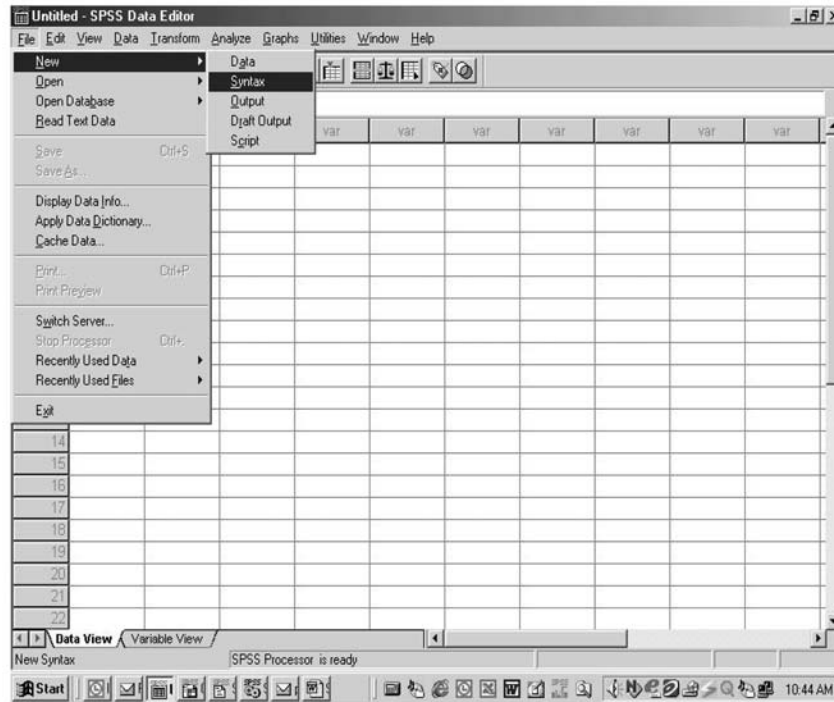 Untitled - SPSS Data Editor
File Edit View Data Transform Analyze Graphs Utilities Window Help
New
Open
Open Database
Read Text Data
Save Ctrl+S
Save As...
Display Data Info...
Apply Data Dictionary...
Cache Data...
Print... Ctrl+P
Print Preview
Switch Server...
Stop Processor Ctrl+.
Recently Used Data
Recently Used Files
Exit
Data
Syntax
Output
Draft Output
Script
var var var var var var var
14
15
16
17
18
19
20
21
22
Data View Variable View
New Syntax SPSS Processor is ready
Start 10:44 AM